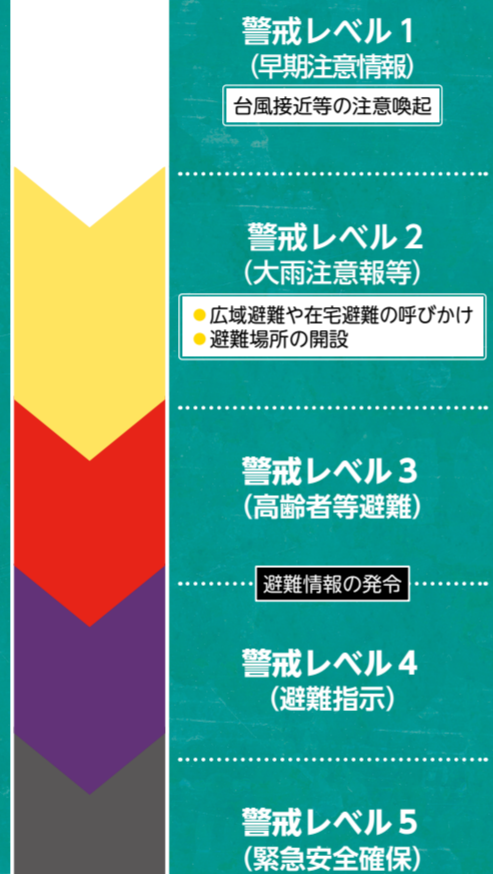 警戒レベル1
（早期注意情報）
台風接近等の注意喚起
警戒レベル2
（大雨注意報等）
●広域避難や在宅避難の呼びかけ
●避難場所の開設
警戒レベル3
（高齢者等避難）
避難情報の発令
警戒レベル4
（避難指示）
警戒レベル5
（緊急安全確保）